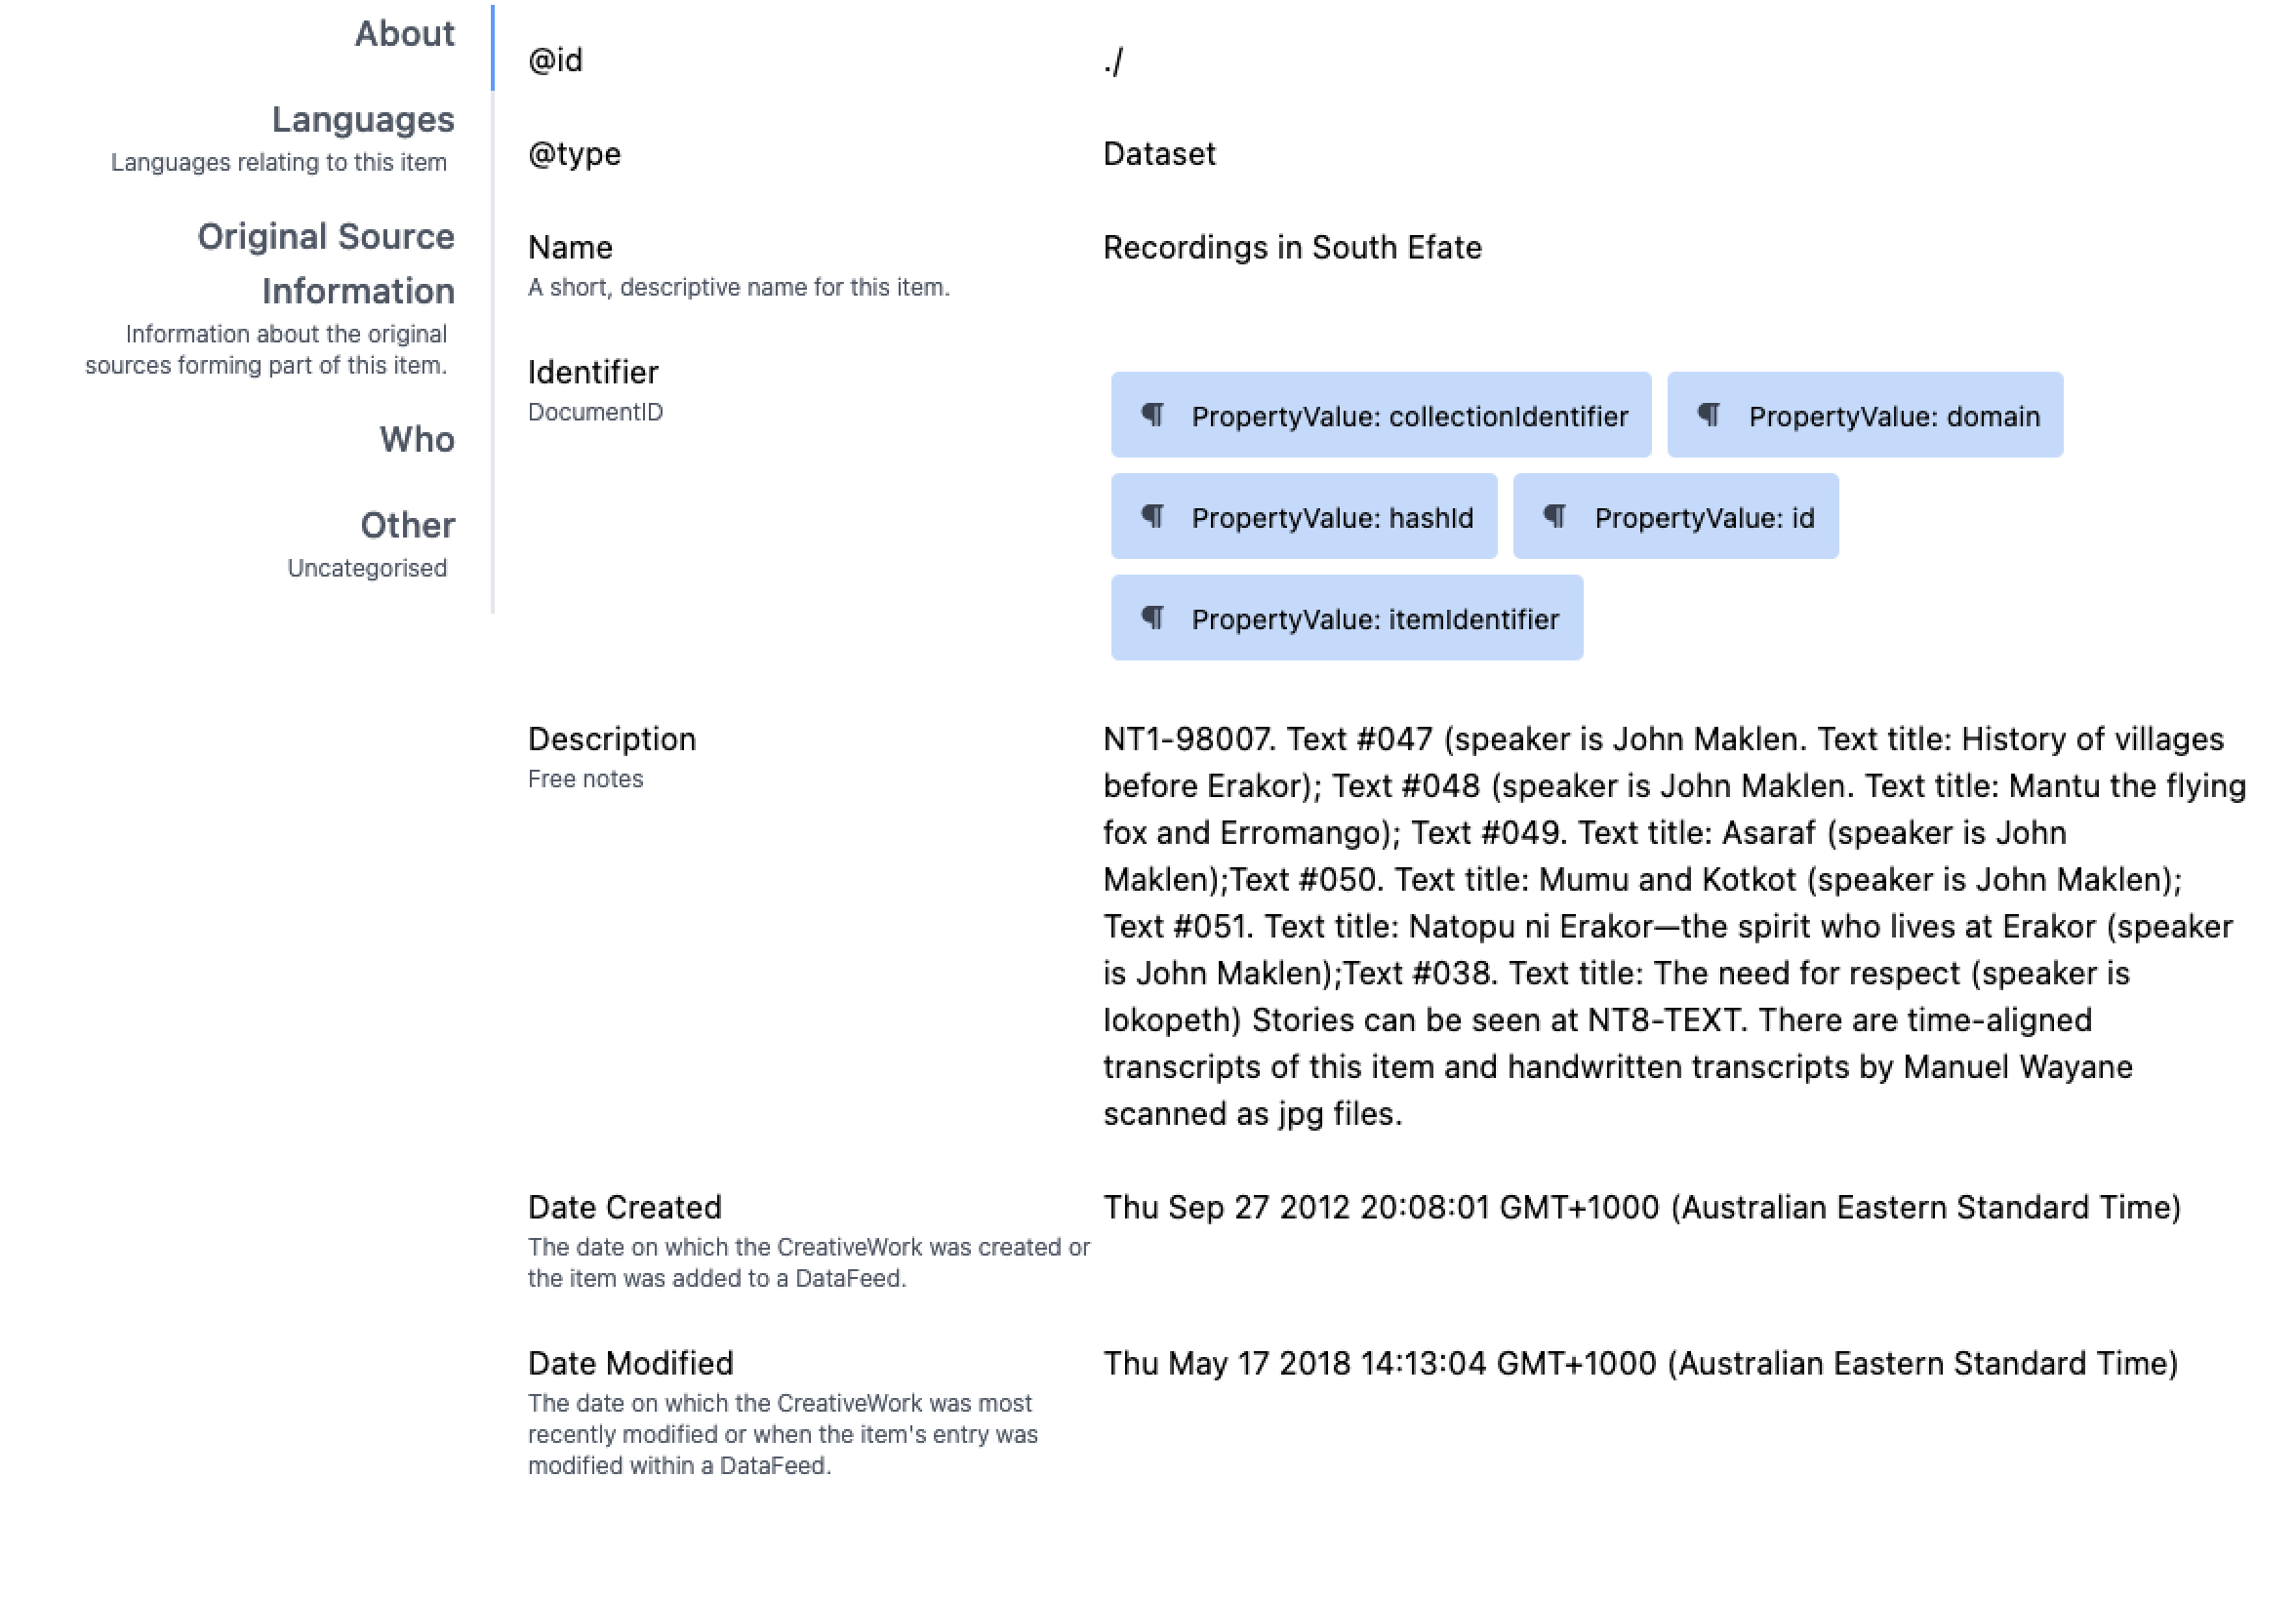 About
Languages
Languages relating to this item
Original Source
Information
Information about the original
sources forming part of this item.
Who
Other
Uncategorised
@id
./
@type
Dataset
Name
A short, descriptive name for this item.
Recordings in South Efate
Identifier
DocumentID
¶ PropertyValue: collectionIdentifier ¶ PropertyValue: domain
¶ PropertyValue: hashId ¶ PropertyValue: id
¶ PropertyValue: itemIdentifier
Description
Free notes
NT1-98007. Text #047 (speaker is John Maklen. Text title: History of villages
before Erakor); Text #048 (speaker is John Maklen. Text title: Mantu the flying
fox and Erromango); Text #049. Text title: Asaraf (speaker is John
Maklen);Text #050. Text title: Mumu and Kotkot (speaker is John Maklen);
Text #051. Text title: Natopu ni Erakor—the spirit who lives at Erakor (speaker
is John Maklen);Text #038. Text title: The need for respect (speaker is
Iokopeth) Stories can be seen at NT8-TEXT. There are time-aligned
transcripts of this item and handwritten transcripts by Manuel Wayane
scanned as jpg files.
Date Created
The date on which the CreativeWork was created or
the item was added to a DataFeed.
Thu Sep 27 2012 20:08:01 GMT+1000 (Australian Eastern Standard Time)
Date Modified
The date on which the CreativeWork was most
recently modified or when the item's entry was
modified within a DataFeed.
Thu May 17 2018 14:13:04 GMT+1000 (Australian Eastern Standard Time)